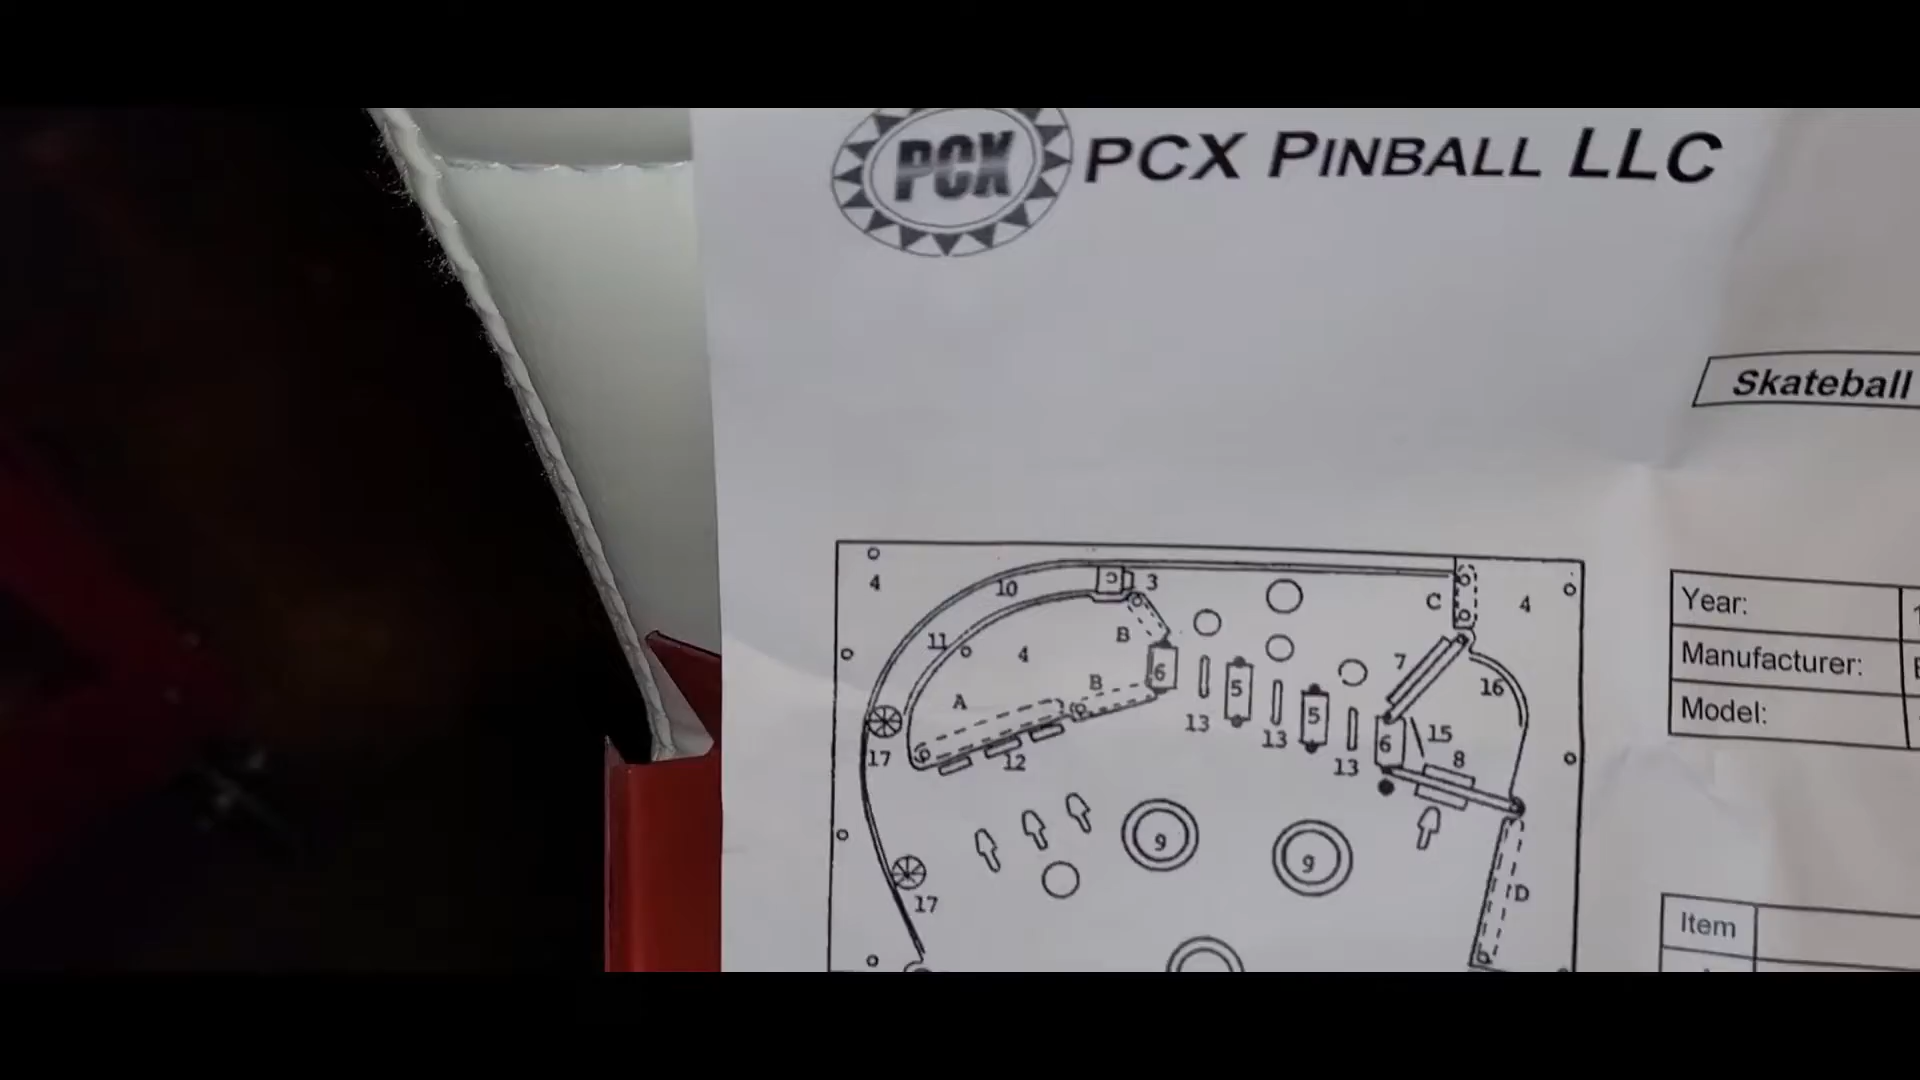 PCX PCX PINBALL LLC
Skateball
4 10 3 C 4
11 4 B 7 16
A B 6 5 5 15
13 13 6 8
17 12 13
9 9
17 D
Year:
Manufacturer:
Model:
Item